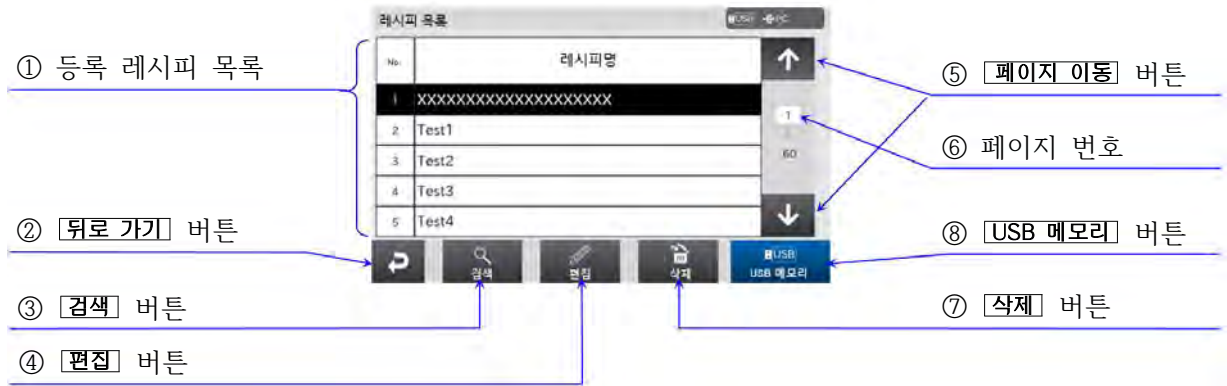 레시피 목록
USB PC
No. 레시피명
1 XXXXXXXXXXXXXXXXXXXX
2 Test1
3 Test2
4 Test3
5 Test4
1
60
검색
편집
삭제
USB
USB 메모리
① 등록 레시피 목록
② 뒤로 가기 버튼
③ 검색 버튼
④ 편집 버튼
⑤ 페이지 이동 버튼
⑥ 페이지 번호
⑧ USB 메모리 버튼
⑦ 삭제 버튼